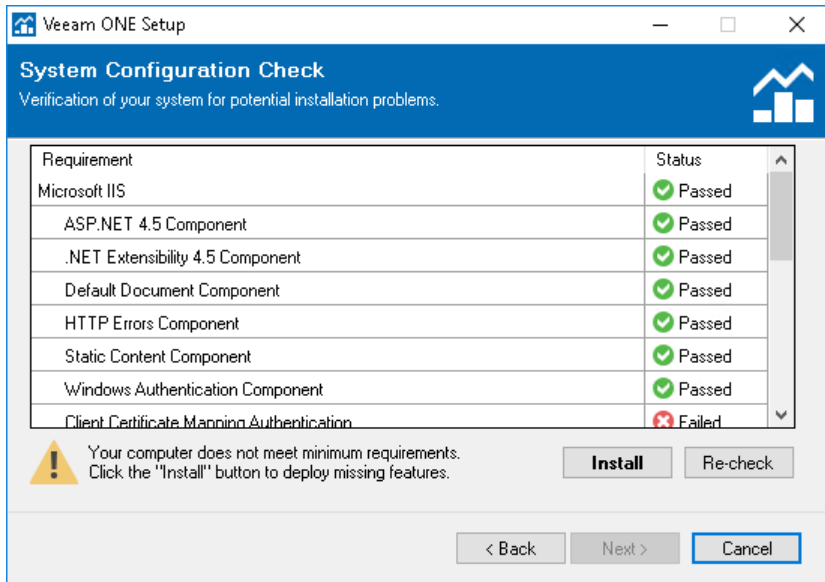 Veeam ONE Setup
System Configuration Check
Verification of your system for potential installation problems.
Requirement Status
Microsoft IIS Passed
ASP.NET 4.5 Component Passed
.NET Extensibility 4.5 Component Passed
Default Document Component Passed
HTTP Errors Component Passed
Static Content Component Passed
Windows Authentication Component Passed
Client Certificate Mapping Authentication Failed
Your computer does not meet minimum requirements.
Click the "Install" button to deploy missing features.
Install Re-check
< Back Next > Cancel